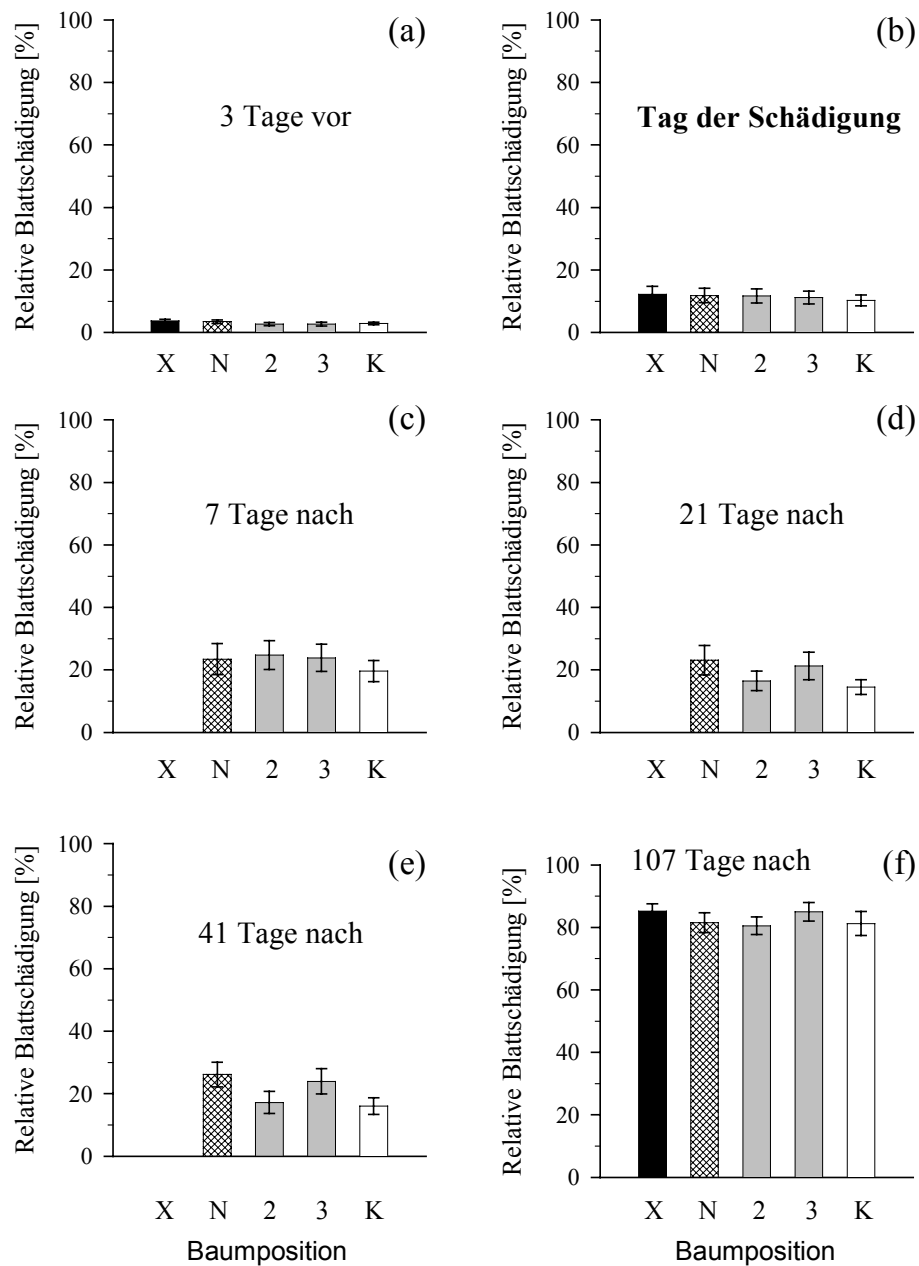 (a)
3 Tage vor
Relative Blattschädigung [%]
100
80
60
40
20
0
X N 2 3 K
(b)
Tag der Schädigung
Relative Blattschädigung [%]
100
80
60
40
20
0
X N 2 3 K
(c)
7 Tage nach
Relative Blattschädigung [%]
100
80
60
40
20
0
X N 2 3 K
(d)
21 Tage nach
Relative Blattschädigung [%]
100
80
60
40
20
0
X N 2 3 K
(e)
41 Tage nach
Relative Blattschädigung [%]
100
80
60
40
20
0
X N 2 3 K
Baumposition
107 Tage nach
(f)
Relative Blattschädigung [%]
100
80
60
40
20
0
X N 2 3 K
Baumposition